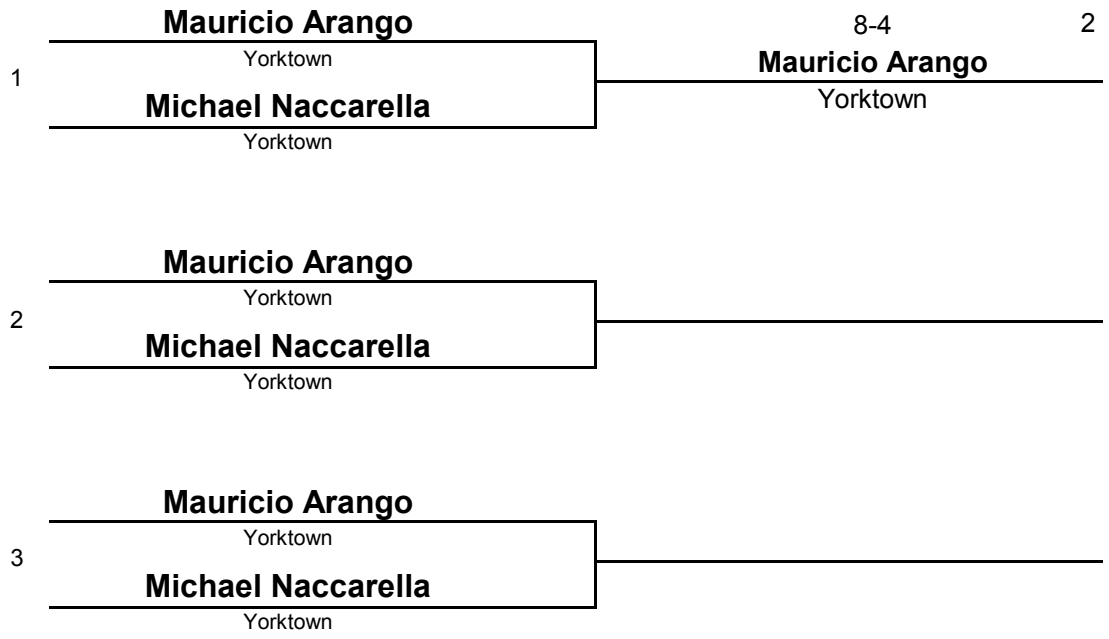 Mauricio Arango
8-4
2
Yorktown
Mauricio Arango
1
Michael Naccarella
Yorktown
Yorktown
Mauricio Arango
Yorktown
2
Michael Naccarella
Yorktown
Mauricio Arango
Yorktown
3
Michael Naccarella
Yorktown